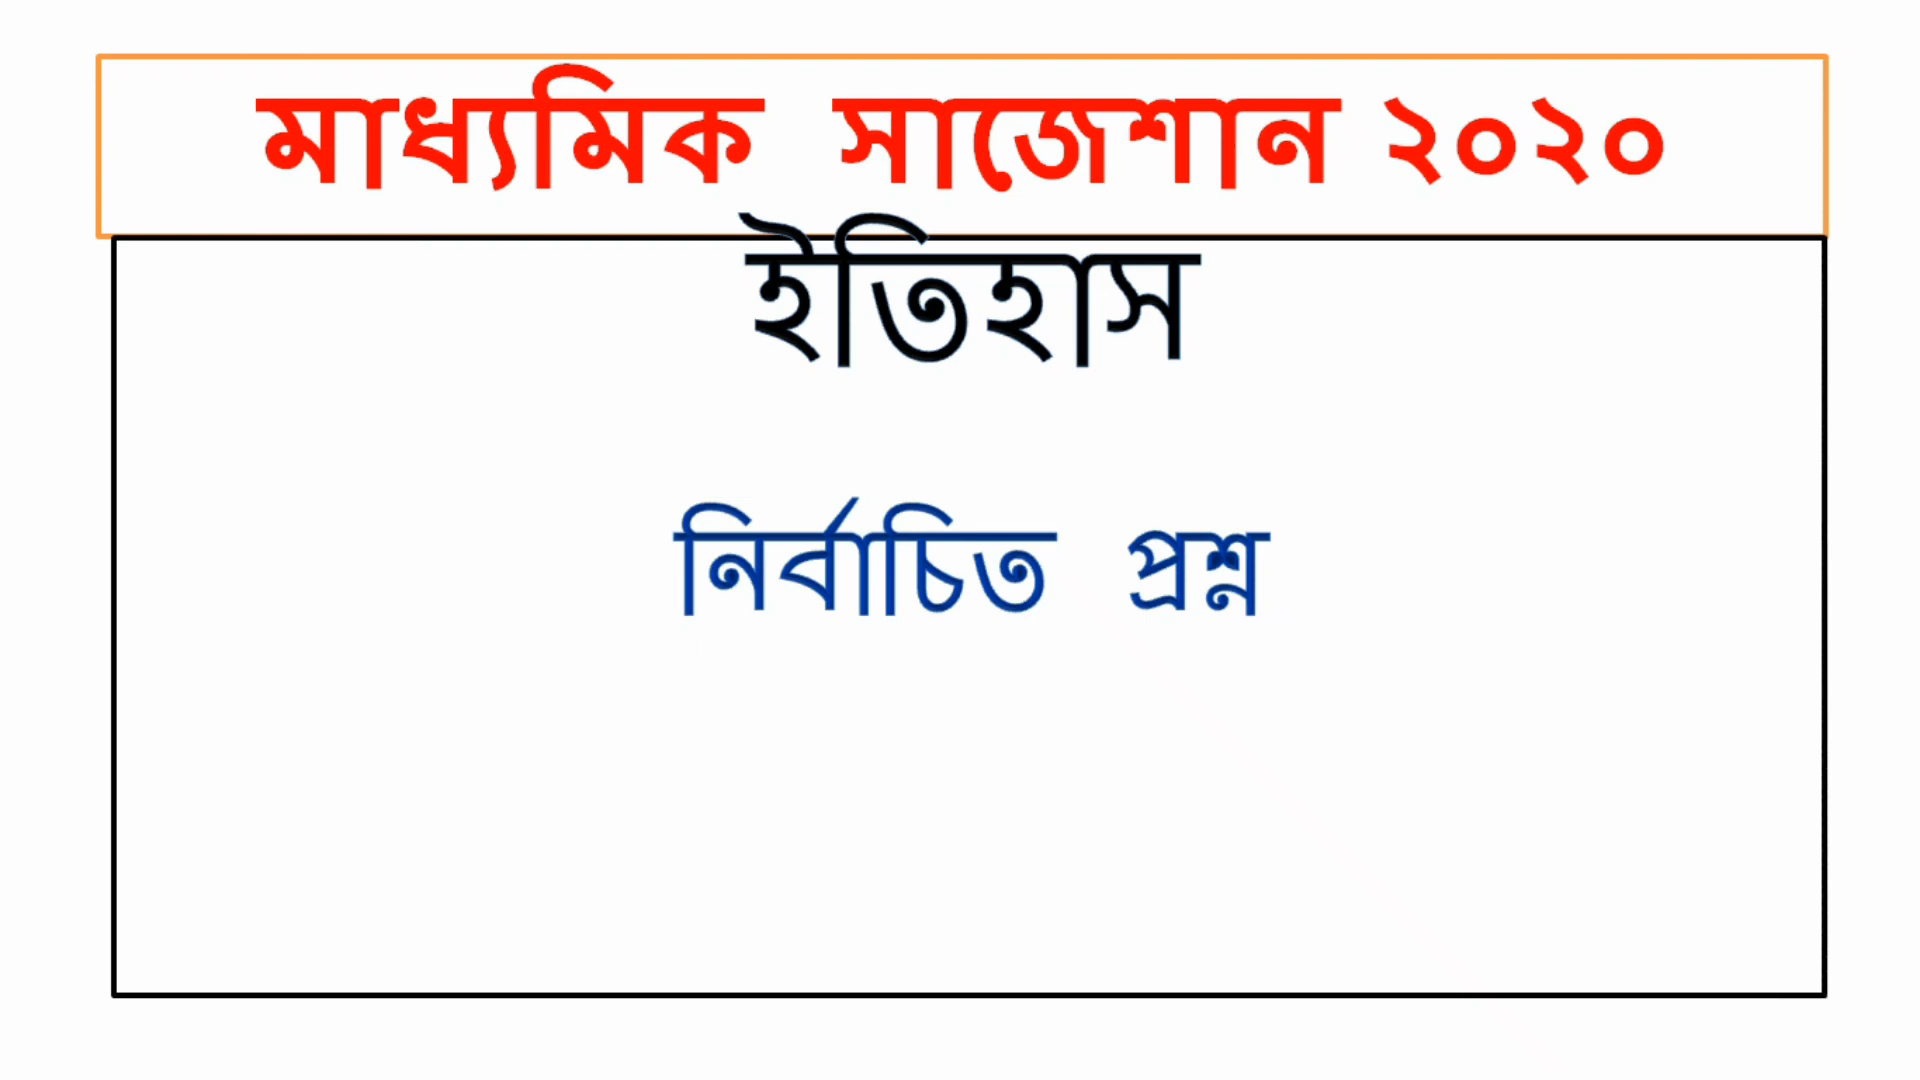 মাধ্যমিক সাজেশান ২০২০
ইতিহাস
নির্বাচিত প্রশ্ন